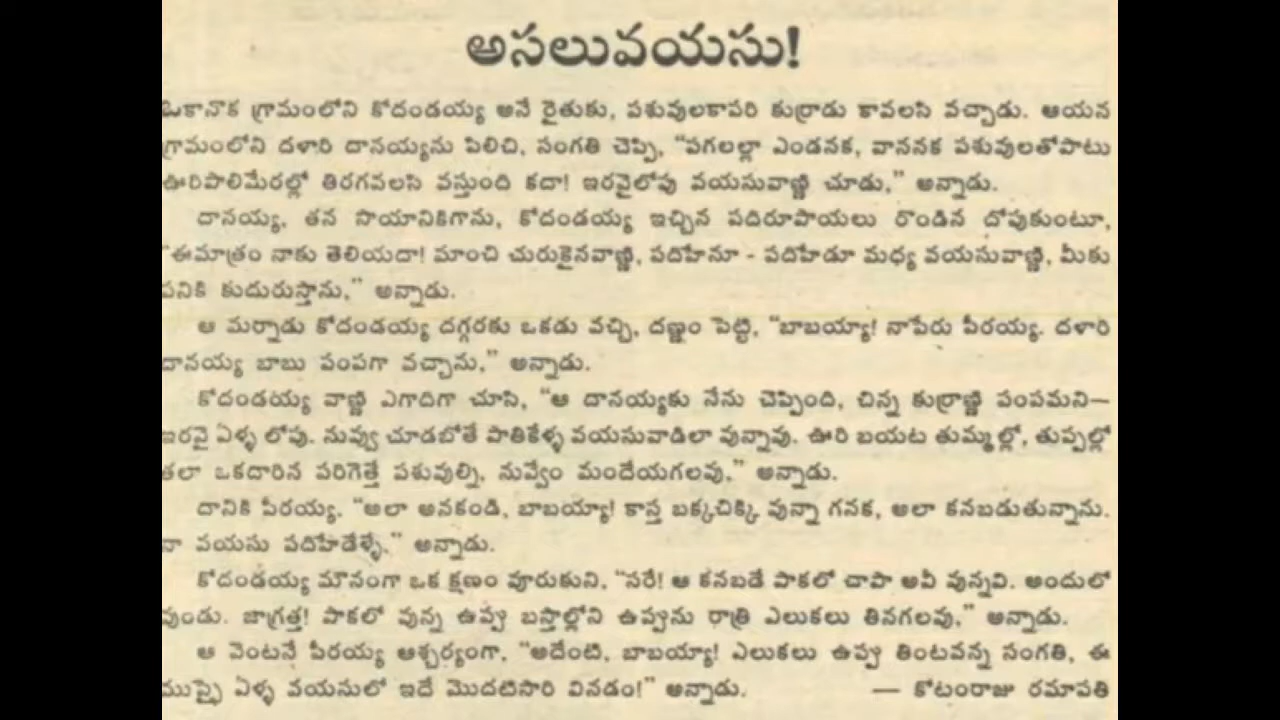 అసలువయసు!
ఒకానొక గ్రామంలోని కోదండయ్య అనే రైతుకు, పశువులకాపరి కుర్రాడు కావలసి వచ్చాడు. ఆయన
గ్రామంలోని దళారి దానయ్యను పిలిచి, సంగతి చెప్పి, “పగలల్లా ఎండనక, వాననక పశువులతోపాటు
ఊరిపొలిమేరల్లో తిరగవలసి వస్తుంది కదా! ఇరవైలోపు వయసువాణ్ణి చూడు,” అన్నాడు.
దానయ్య, తన సాయానికిగాను, కోదండయ్య ఇచ్చిన పదిరూపాయలు రొండిన దోపుకుంటూ,
“ఈమాత్రం నాకు తెలియదా! మాంచి చురుకైనవాణ్ణి, పదిహేనూ - పదిహేడూ మధ్య వయసువాణ్ణి, మీకు
పనికి కుదురుస్తాను,” అన్నాడు.
ఆ మర్నాడు కోదండయ్య దగ్గరకు ఒకడు వచ్చి, దణ్ణం పెట్టి, “బాబయ్యా! నాపేరు పీరయ్య. దళారి
దానయ్య బాబు పంపగా వచ్చాను,” అన్నాడు.
కోదండయ్య వాణ్ణి ఎగాదిగా చూసి, “ఆ దానయ్యకు నేను చెప్పింది, చిన్న కుర్రాణ్ణి పంపమని—
ఇరవై ఏళ్ళ లోపు. నువ్వు చూడబోతే పాతికేళ్ళ వయసువాడిలా వున్నావు. ఊరి బయట తుమ్మల్లో, తుప్పల్లో
తలా ఒకదారిన పరిగెత్తే పశువుల్ని, నువ్వేం మందేయగలవు,” అన్నాడు.
దానికి పీరయ్య, “అలా అనకండి, బాబయ్యా! కాస్త బక్కచిక్కి వున్నా గనక, అలా కనబడుతున్నాను.
నా వయసు పదిహేడేళ్ళే,” అన్నాడు.
కోదండయ్య మౌనంగా ఒక క్షణం వూరుకుని, “సరే! ఆ కనబడే పాకలో చాపా అవీ వున్నవి. అందులో
వుండు. జాగ్రత్త! పాకలో వున్న ఉప్పు బస్తాల్లోని ఉప్పును రాత్రి ఎలుకలు తినగలవు,” అన్నాడు.
ఆ వెంటనే పీరయ్య ఆశ్చర్యంగా, “అదేంటి, బాబయ్యా! ఎలుకలు ఉప్పు తింటవన్న సంగతి, ఈ
ముప్ఫై ఏళ్ళ వయసులో ఇదే మొదటిసారి వినడం!” అన్నాడు. — కోటంరాజు రమాపతి